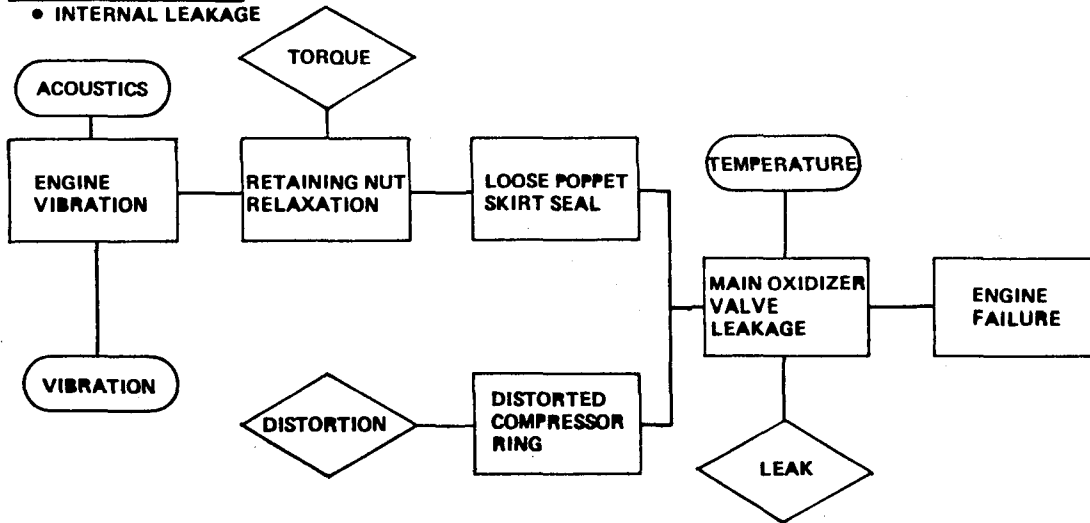 • INTERNAL LEAKAGE
TORQUE
ACOUSTICS
ENGINE
VIBRATION
RETAINING NUT
RELAXATION
LOOSE POPPET
SKIRT SEAL
TEMPERATURE
MAIN OXIDIZER
VALVE
LEAKAGE
ENGINE
FAILURE
VIBRATION
DISTORTION
DISTORTED
COMPRESSOR
RING
LEAK